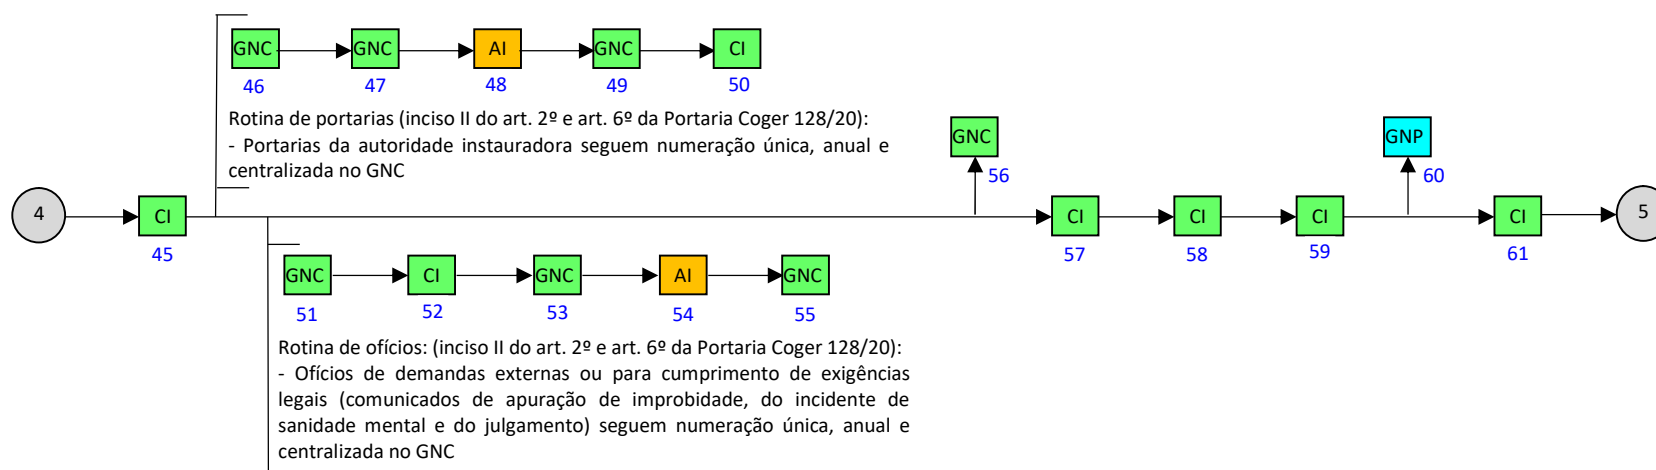 GNC GNC AI GNC CI
46 47 48 49 50
Rotina de portarias (inciso II do art. 2º e art. 6º da Portaria Coger 128/20):
- Portarias da autoridade instauradora seguem numeração única, anual e
centralizada no GNC
GNC GNP
56 60
4 CI CI CI CI CI 5
45 57 58 59 61
GNC CI GNC AI GNC
51 52 53 54 55
Rotina de ofícios: (inciso II do art. 2º e art. 6º da Portaria Coger 128/20):
- Ofícios de demandas externas ou para cumprimento de exigências
legais (comunicados de apuração de improbidade, do incidente de
sanidade mental e do julgamento) seguem numeração única, anual e
centralizada no GNC